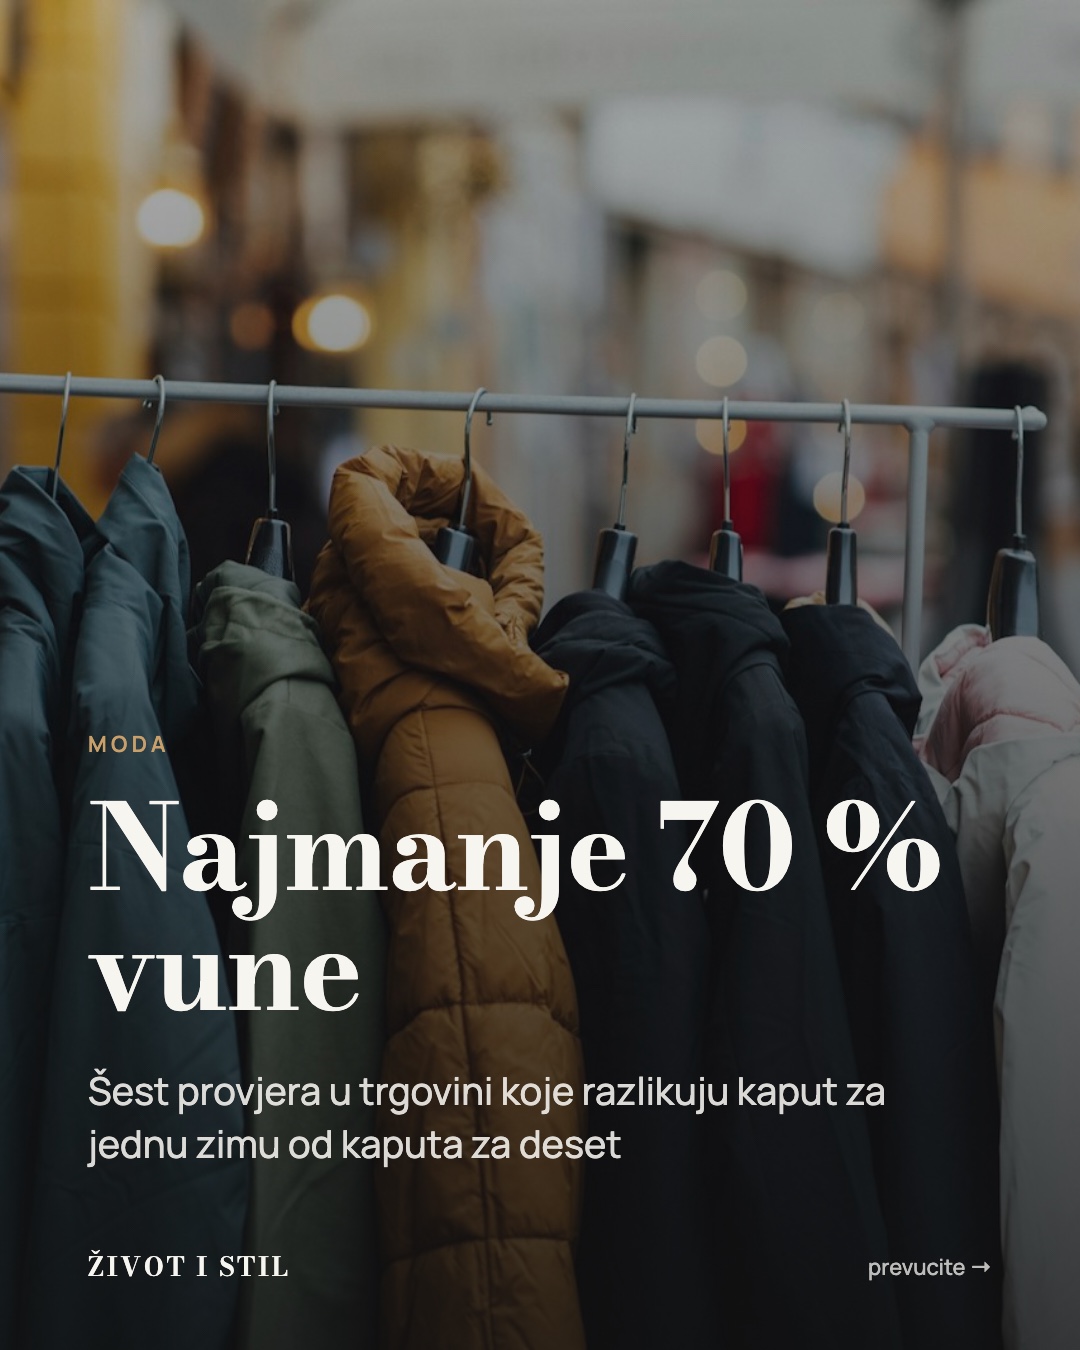 MODA
Najmanje 70 %
vune
Šest provjera u trgovini koje razlikuju kaput za
jednu zimu od kaputa za deset
ŽIVOT I STIL
prevucite →